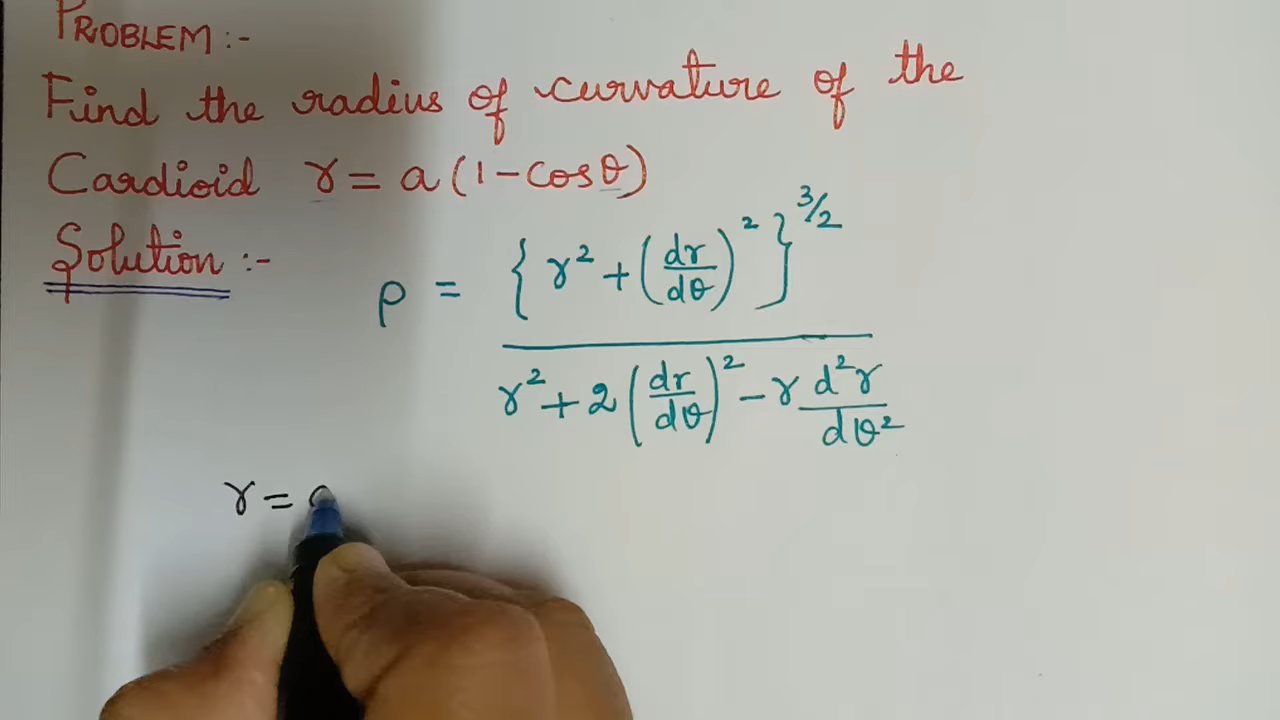 PROBLEM :-
Find the radius of curvature of the
Cardioid r = a (1 - cosθ)
Solution :-
ρ = { r² + (dr/dθ)² }^3/2
r² + 2 (dr/dθ)² - r d²r/dθ²
r =